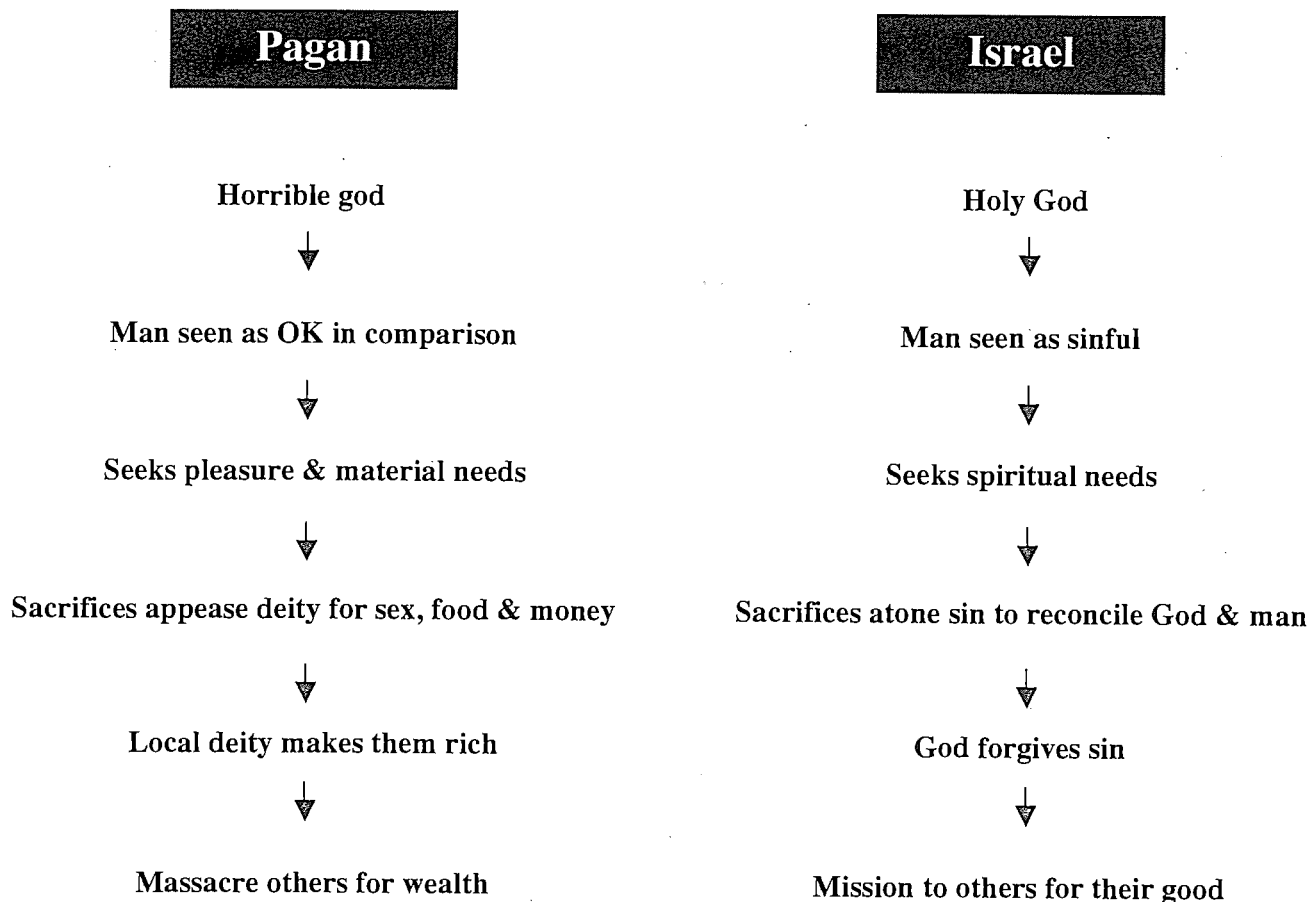 Pagan
Horrible god
Man seen as OK in comparison
Seeks pleasure & material needs
Sacrifices appease deity for sex, food & money
Local deity makes them rich
Massacre others for wealth
Israel
Holy God
Man seen as sinful
Seeks spiritual needs
Sacrifices atone sin to reconcile God & man
God forgives sin
Mission to others for their good